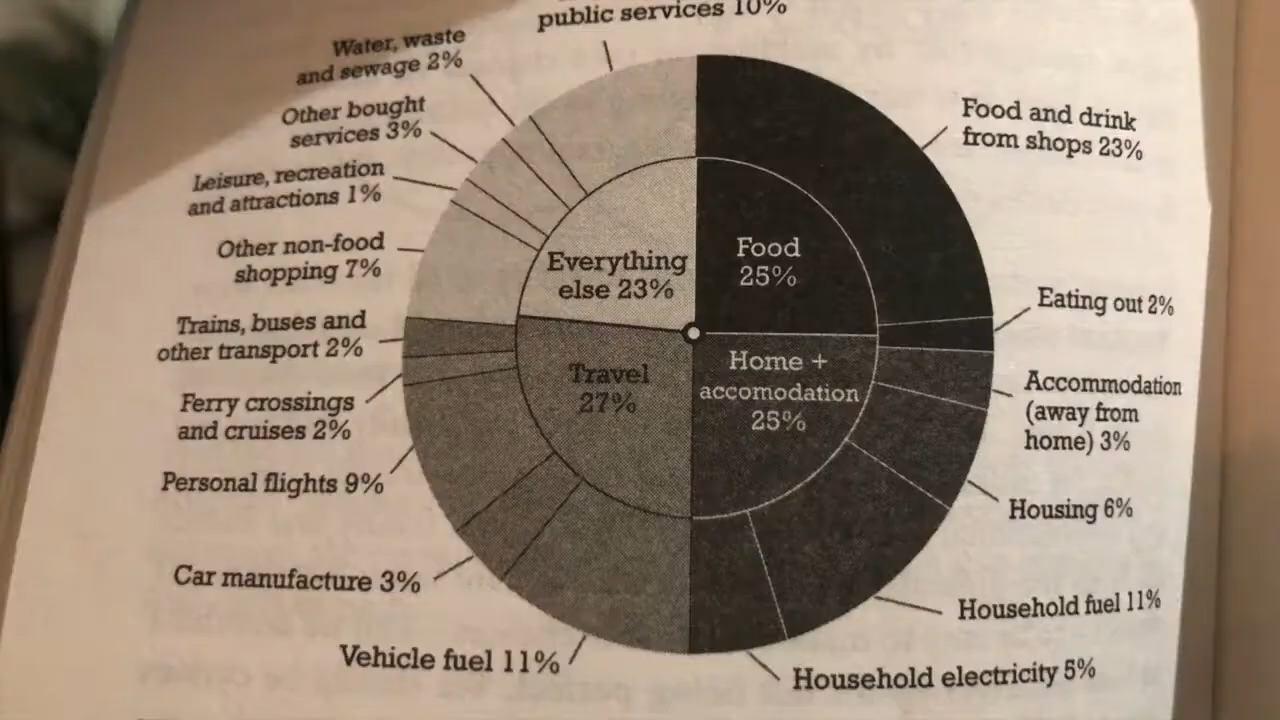 public services 10%
Water, waste
and sewage 2%
Other bought
services 3%
Leisure, recreation
and attractions 1%
Other non-food
shopping 7%
Trains, buses and
other transport 2%
Ferry crossings
and cruises 2%
Personal flights 9%
Car manufacture 3%
Vehicle fuel 11%
Everything
else 23%
Food
25%
Travel
27%
Home +
accomodation
25%
Food and drink
from shops 23%
Eating out 2%
Accommodation
(away from
home) 3%
Housing 6%
Household fuel 11%
Household electricity 5%